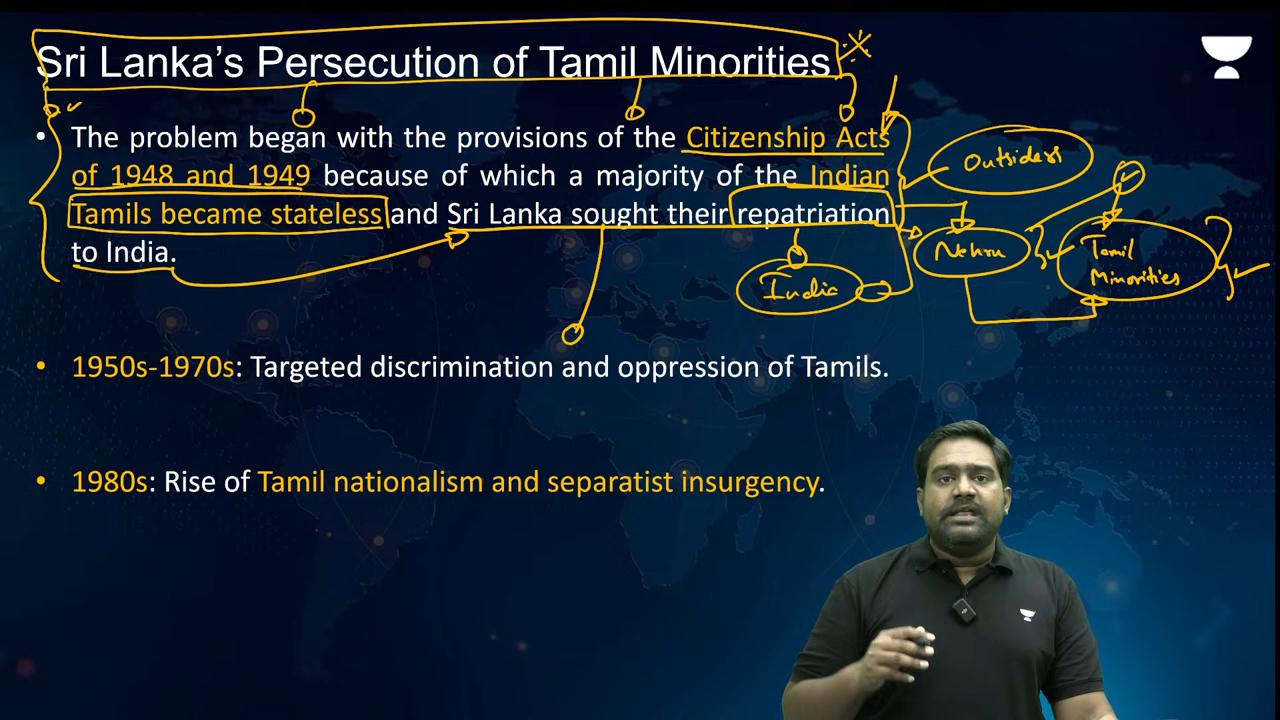 Sri Lanka's Persecution of Tamil Minorities
• The problem began with the provisions of the Citizenship Acts
of 1948 and 1949 because of which a majority of the Indian
Tamils became stateless and Sri Lanka sought their repatriation
to India.
Outsiders
Nehru
Tamil
Minorities
India
• 1950s-1970s: Targeted discrimination and oppression of Tamils.
• 1980s: Rise of Tamil nationalism and separatist insurgency.